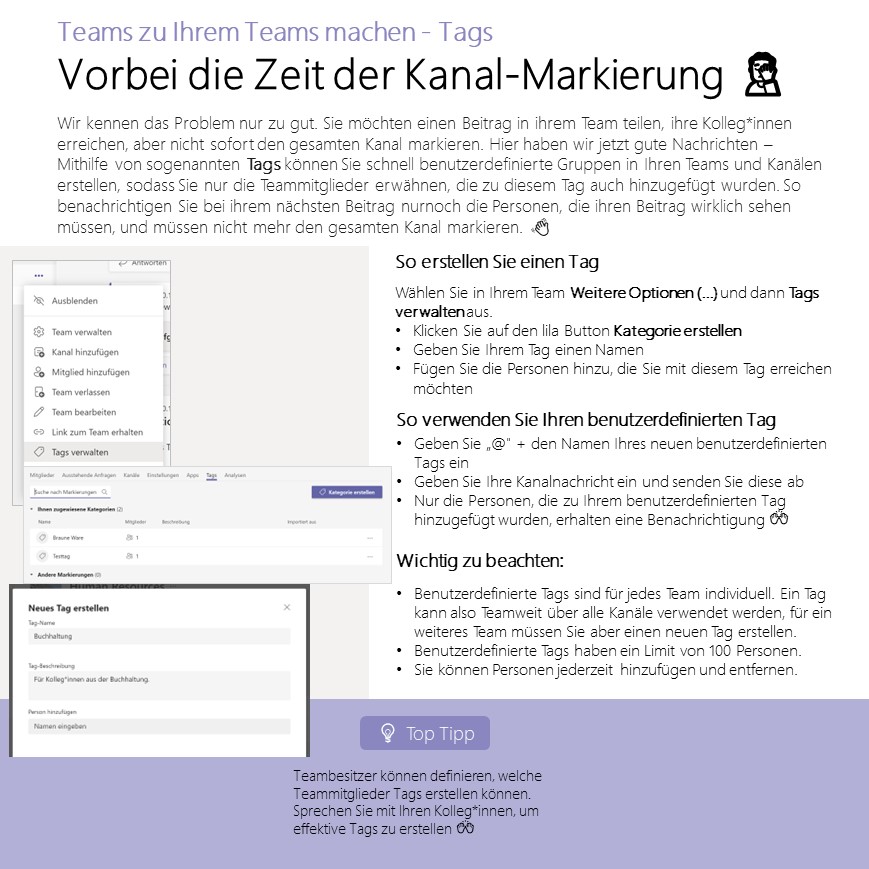 Teams zu Ihrem Teams machen - Tags
Vorbei die Zeit der Kanal-Markierung
Wir kennen das Problem nur zu gut. Sie möchten einen Beitrag in ihrem Team teilen, ihre Kolleg*innen
erreichen, aber nicht sofort den gesamten Kanal markieren. Hier haben wir jetzt gute Nachrichten –
Mithilfe von sogenannten Tags können Sie schnell benutzerdefinierte Gruppen in Ihren Teams und Kanälen
erstellen, sodass Sie nur die Teammitglieder erwähnen, die zu diesem Tag auch hinzugefügt wurden. So
benachrichtigen Sie bei ihrem nächsten Beitrag nurnoch die Personen, die ihren Beitrag wirklich sehen
müssen, und müssen nicht mehr den gesamten Kanal markieren.
Antworten
Ausblenden
Team verwalten
Kanal hinzufügen
Mitglied hinzufügen
Team verlassen
Team bearbeiten
Link zum Team erhalten
Tags verwalten
Mitglieder Ausstehende Anfragen Kanäle Einstellungen Apps Tags Analysen
Suche nach Markierungen
Kategorie erstellen
Ihnen zugewiesene Kategorien (2)
Name Mitglieder Beschreibung Importiert aus
Braune Ware 1 ...
Testtag 1 ...
Andere Markierungen (0)
Human Resources
Neues Tag erstellen
Tag-Name
Buchhaltung
Tag-Beschreibung
Für Kolleg*innen aus der Buchhaltung.
Person hinzufügen
Namen eingeben
So erstellen Sie einen Tag
Wählen Sie in Ihrem Team Weitere Optionen (...) und dann Tags
verwalten aus.
• Klicken Sie auf den lila Button Kategorie erstellen
• Geben Sie Ihrem Tag einen Namen
• Fügen Sie die Personen hinzu, die Sie mit diesem Tag erreichen
möchten
So verwenden Sie Ihren benutzerdefinierten Tag
• Geben Sie „@“ + den Namen Ihres neuen benutzerdefinierten
Tags ein
• Geben Sie Ihre Kanalnachricht ein und senden Sie diese ab
• Nur die Personen, die zu Ihrem benutzerdefinierten Tag
hinzugefügt wurden, erhalten eine Benachrichtigung
Wichtig zu beachten:
• Benutzerdefinierte Tags sind für jedes Team individuell. Ein Tag
kann also Teamweit über alle Kanäle verwendet werden, für ein
weiteres Team müssen Sie aber einen neuen Tag erstellen.
• Benutzerdefinierte Tags haben ein Limit von 100 Personen.
• Sie können Personen jederzeit hinzufügen und entfernen.
Top Tipp
Teambesitzer können definieren, welche
Teammitglieder Tags erstellen können.
Sprechen Sie mit Ihren Kolleg*innen, um
effektive Tags zu erstellen